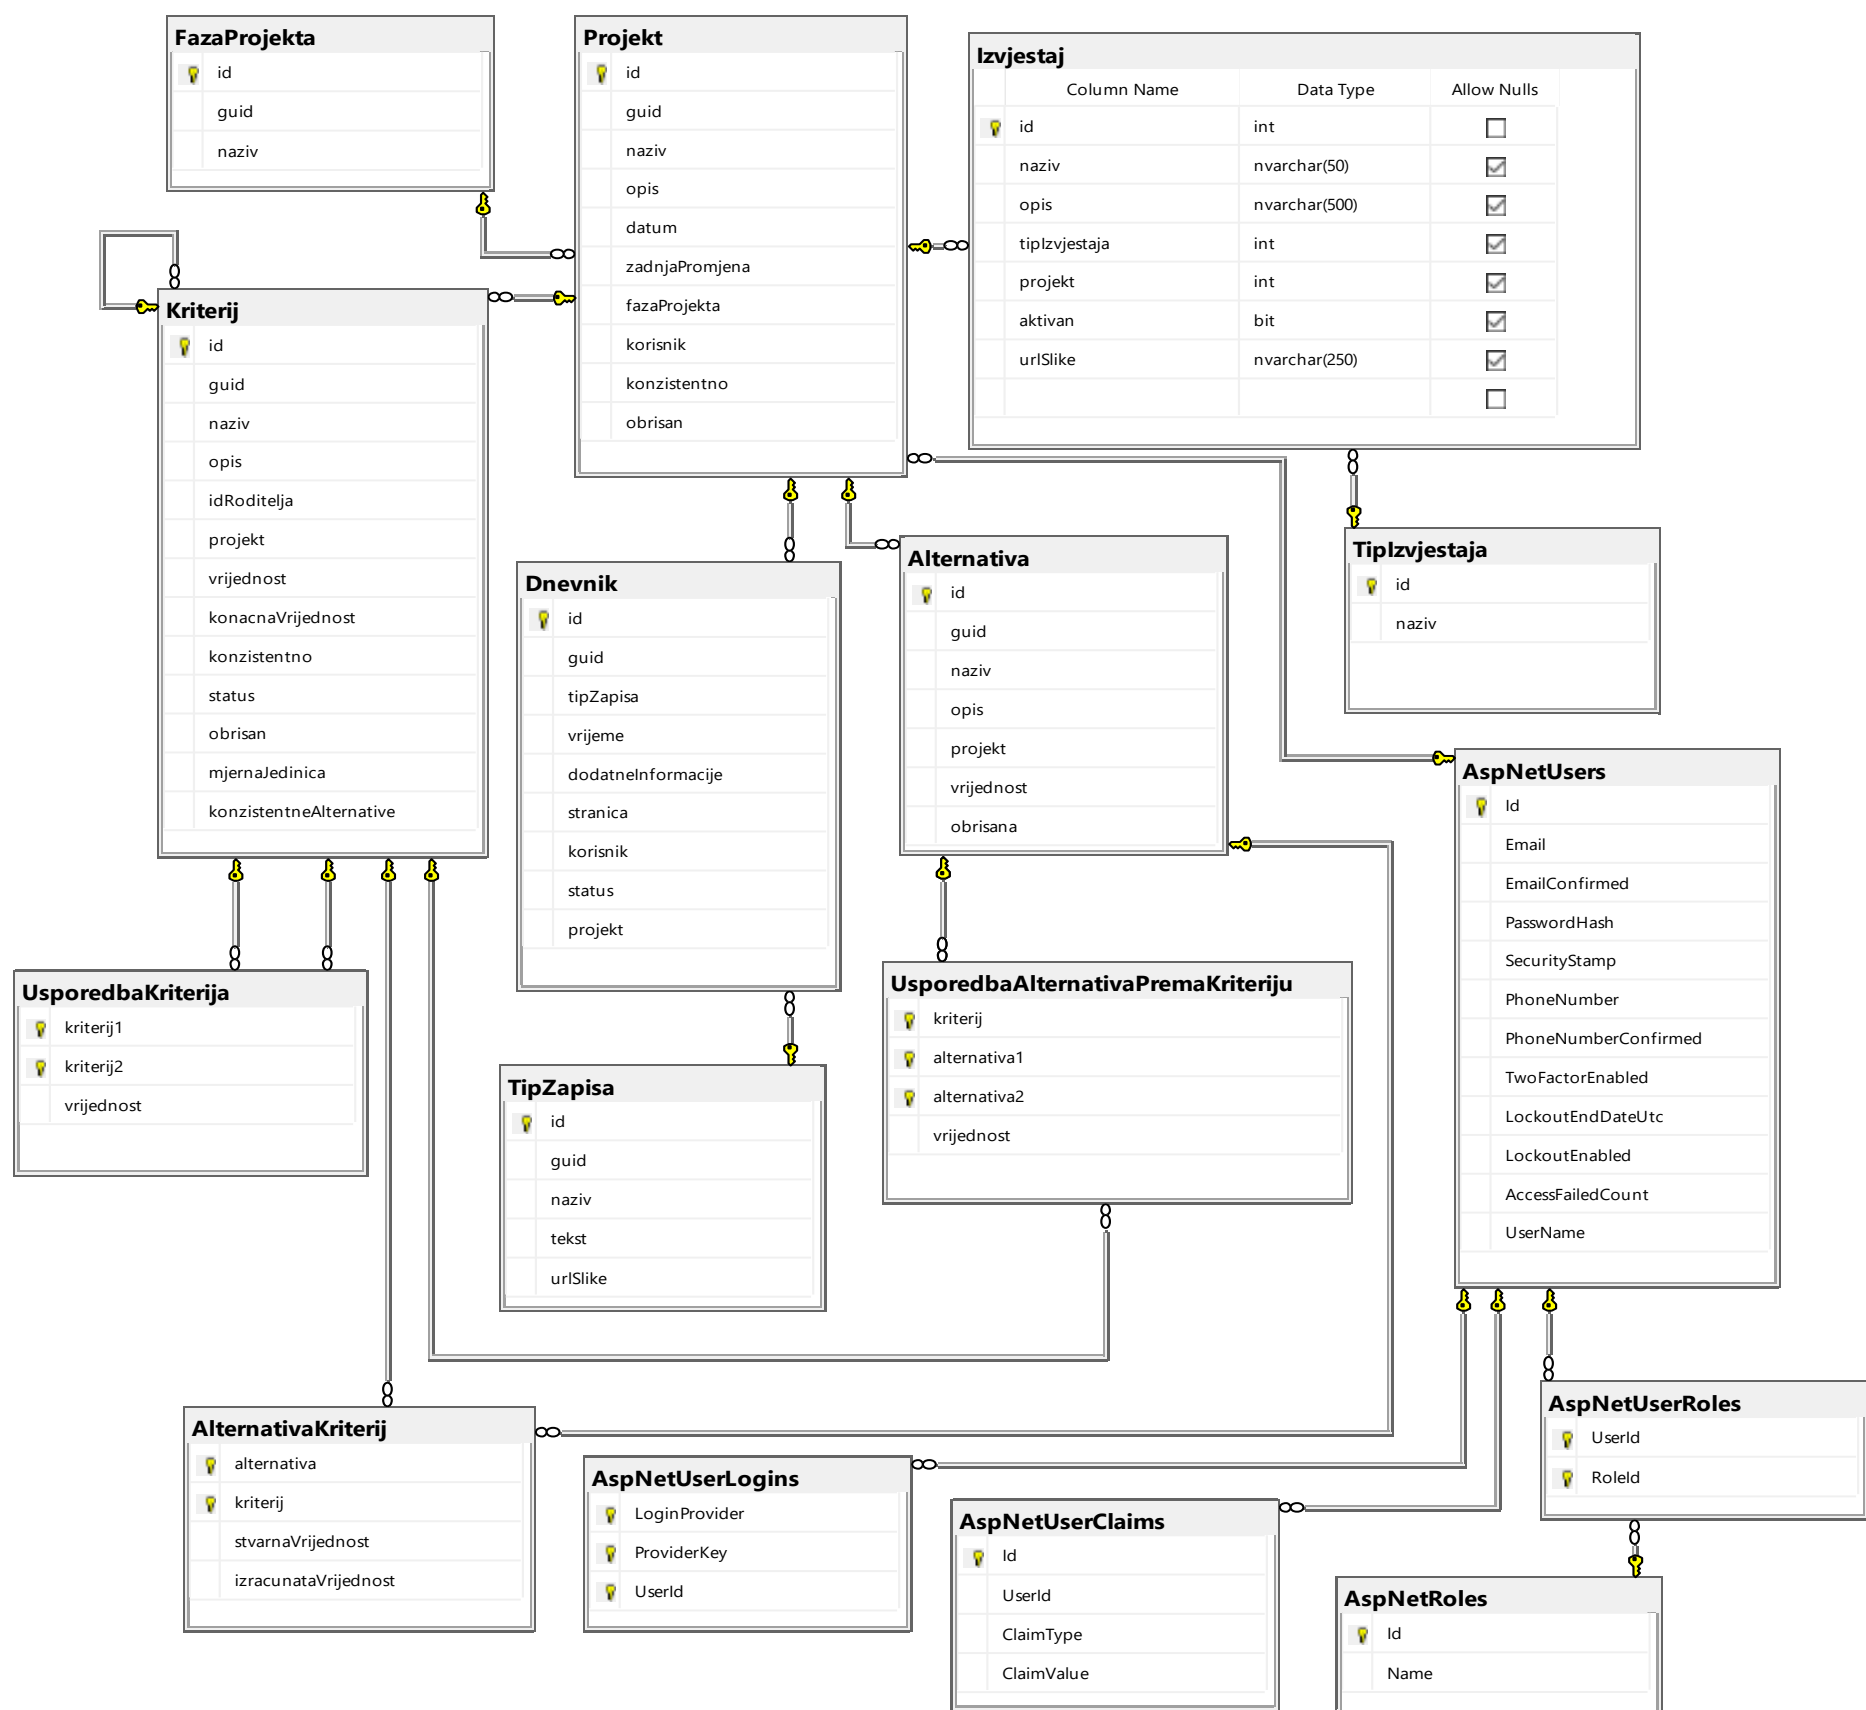 FazaProjekta
id
guid
naziv
Projekt
id
guid
naziv
opis
datum
zadnjaPromjena
fazaProjekta
korisnik
konzistentno
obrisan
Izvjestaj
Column Name Data Type Allow Nulls
id int
naziv nvarchar(50)
opis nvarchar(500)
tipIzvjestaja int
projekt int
aktivan bit
urlSlike nvarchar(250)
Kriterij
id
guid
naziv
opis
idRoditelja
projekt
vrijednost
konacnaVrijednost
konzistentno
status
obrisan
mjernaJedinica
konzistentneAlternative
Dnevnik
id
guid
tipZapisa
vrijeme
dodatneInformacije
stranica
korisnik
status
projekt
Alternativa
id
guid
naziv
opis
projekt
vrijednost
obrisana
TipIzvjestaja
id
naziv
AspNetUsers
Id
Email
EmailConfirmed
PasswordHash
SecurityStamp
PhoneNumber
PhoneNumberConfirmed
TwoFactorEnabled
LockoutEndDateUtc
LockoutEnabled
AccessFailedCount
UserName
UsporedbaKriterija
kriterij1
kriterij2
vrijednost
TipZapisa
id
guid
naziv
tekst
urlSlike
UsporedbaAlternativaPremaKriteriju
kriterij
alternativa1
alternativa2
vrijednost
AlternativaKriterij
alternativa
kriterij
stvarnaVrijednost
izracunataVrijednost
AspNetUserLogins
LoginProvider
ProviderKey
UserId
AspNetUserClaims
Id
UserId
ClaimType
ClaimValue
AspNetUserRoles
UserId
RoleId
AspNetRoles
Id
Name